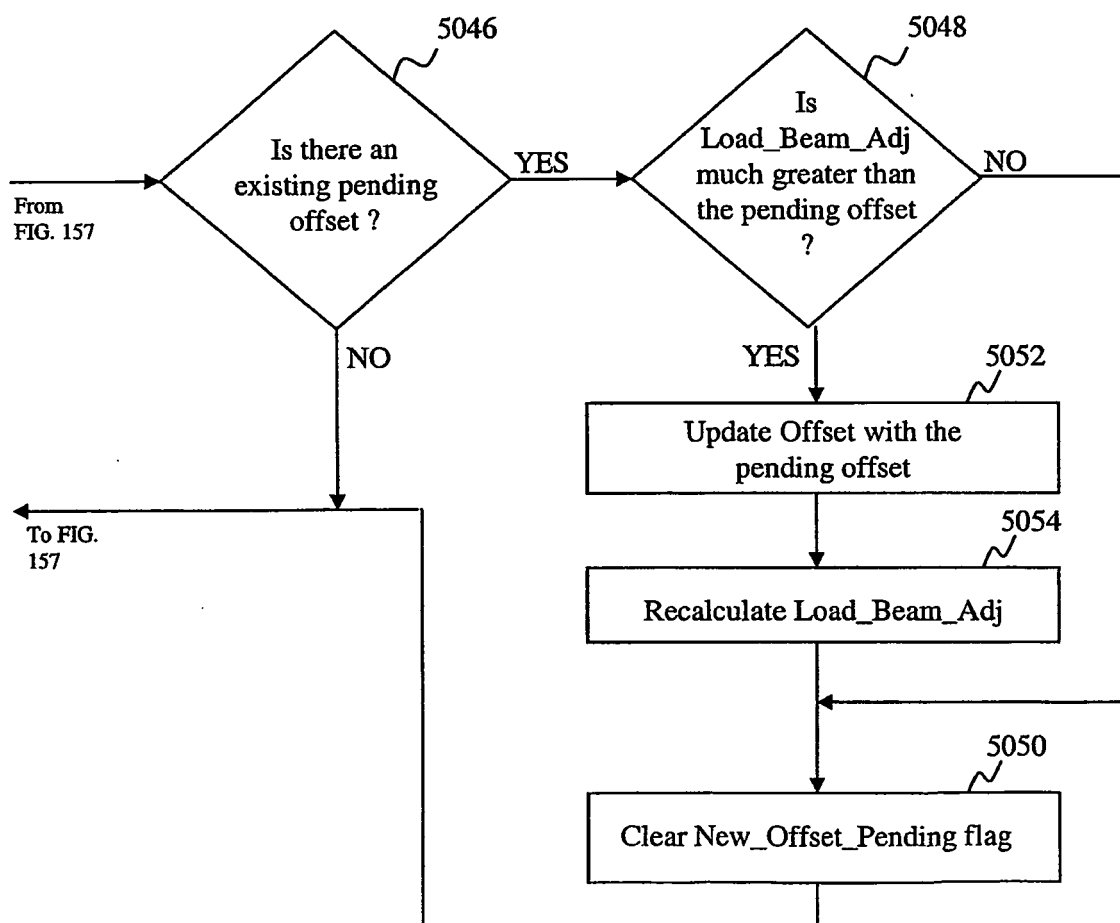 5046
5048
Is there an
existing pending
offset ?
YES
Is
Load_Beam_Adj
much greater than
the pending offset
?
NO
From
FIG. 157
NO
YES
5052
Update Offset with the
pending offset
To FIG.
157
5054
Recalculate Load_Beam_Adj
5050
Clear New_Offset_Pending flag